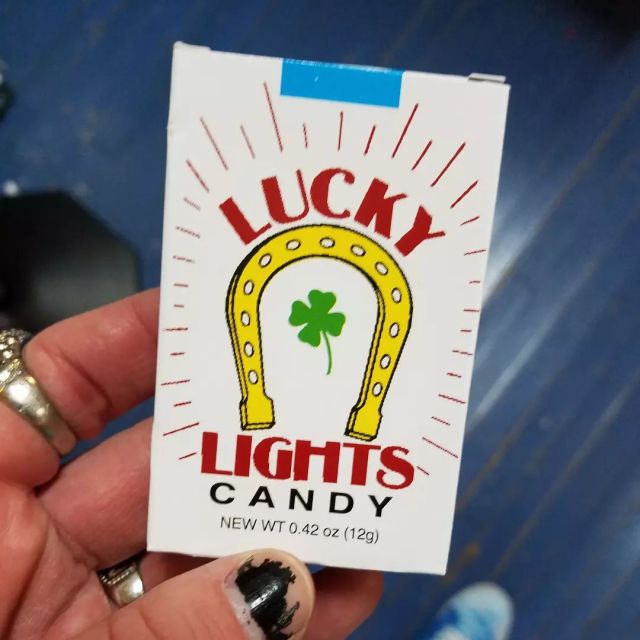 LUCKY
LIGHTS
CANDY
NEW WT 0.42 oz (12g)